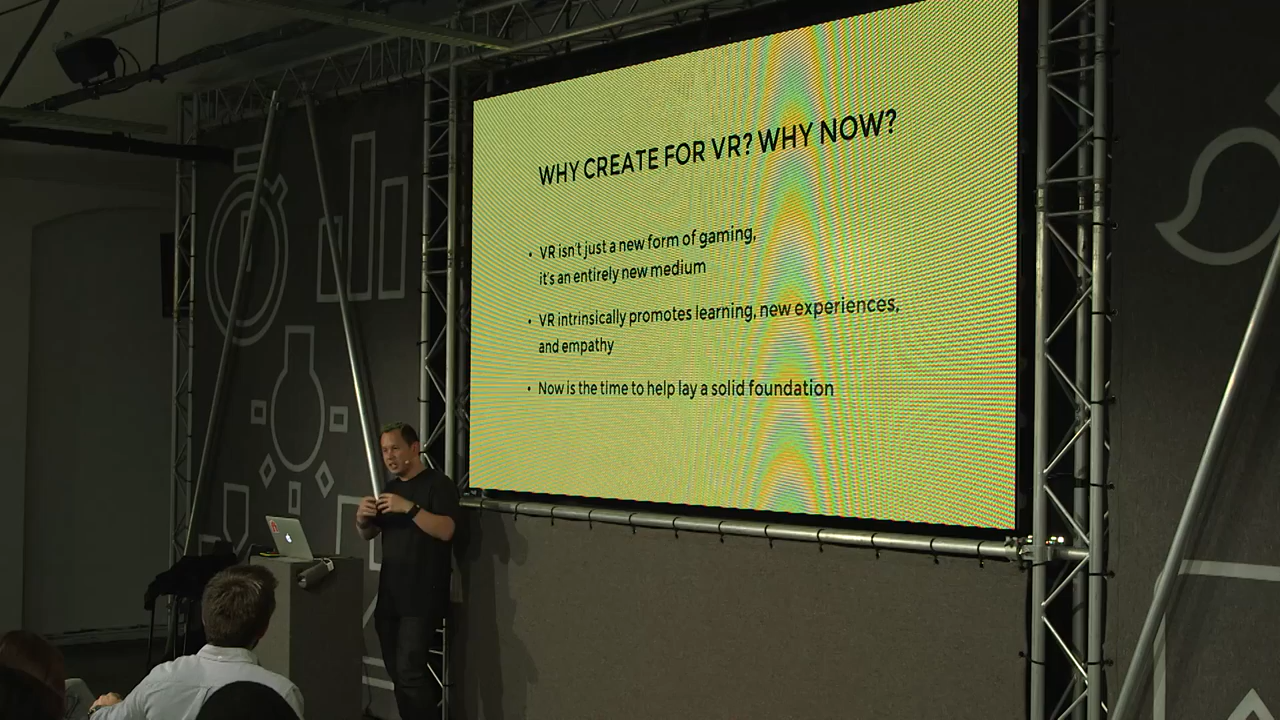 WHY CREATE FOR VR? WHY NOW?
• VR isn't just a new form of gaming,
it's an entirely new medium
• VR intrinsically promotes learning, new experiences,
and empathy
• Now is the time to help lay a solid foundation